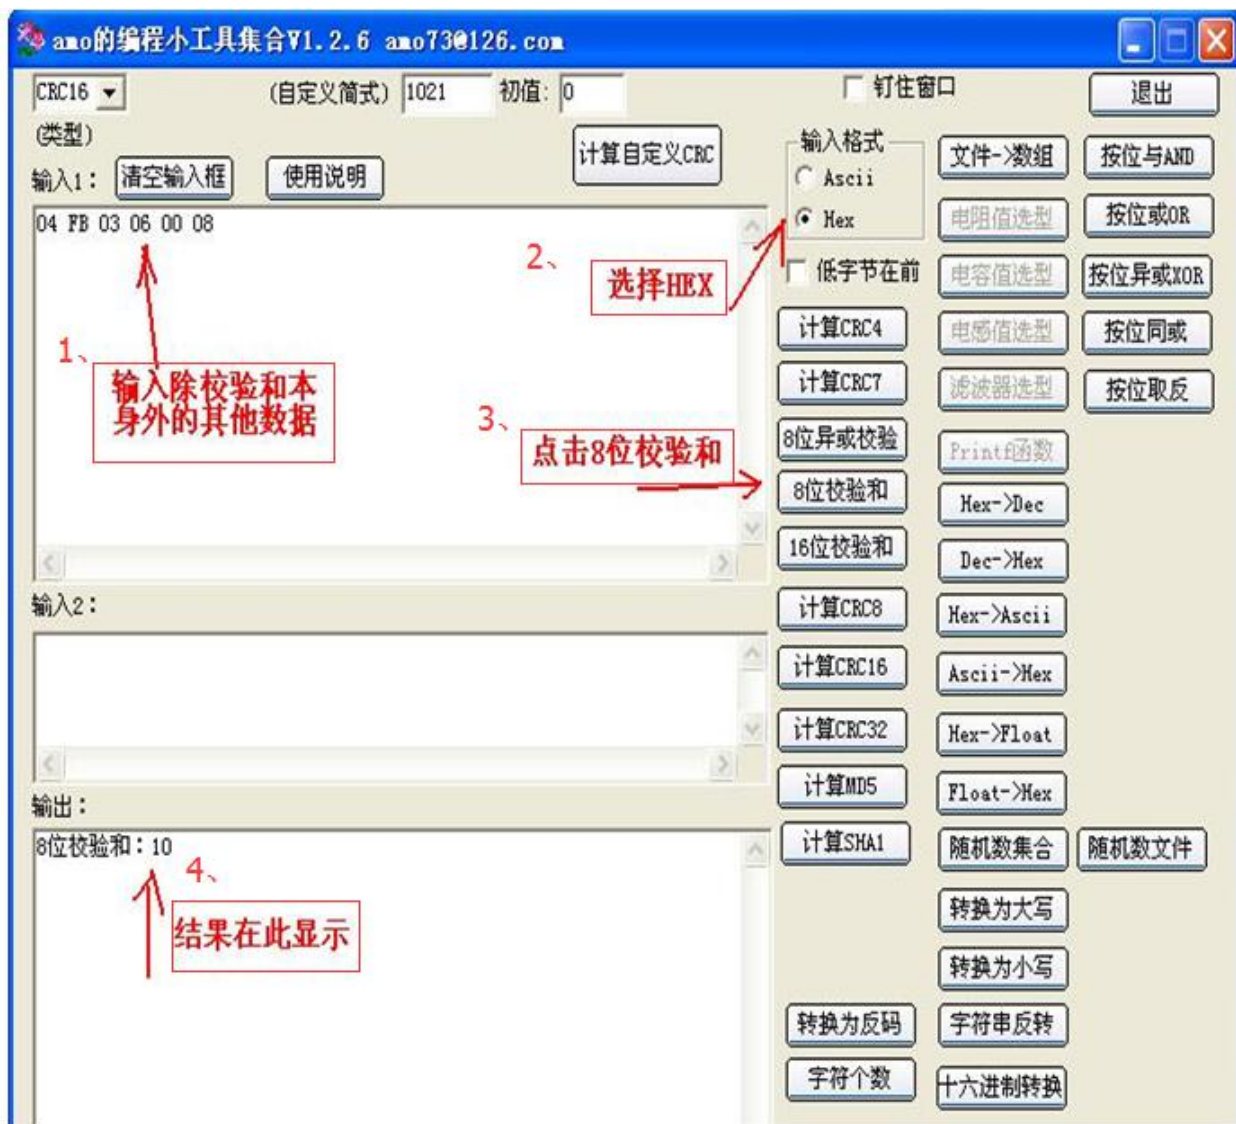 amo的编程小工具集合V1.2.6 amo73@126.com
CRC16 (自定义简式) 1021 初值: 0 钉住窗口 退出
(类型)
计算自定义CRC
输入1: 清空输入框 使用说明
04 FB 03 06 00 08
1、
输入除校验和本
身外的其他数据
2、
选择HEX
3、
点击8位校验和
输入2:
输出:
8位校验和:10
4、
结果在此显示
输入格式
Ascii
Hex
低字节在前
计算CRC4
计算CRC7
8位异或校验
8位校验和
16位校验和
计算CRC8
计算CRC16
计算CRC32
计算MD5
计算SHA1
转换为反码
字符个数
文件->数组
电阻值选型
电容值选型
电感值选型
滤波器选型
Printf函数
Hex->Dec
Dec->Hex
Hex->Ascii
Ascii->Hex
Hex->Float
Float->Hex
随机数集合
转换为大写
转换为小写
字符串反转
十六进制转换
按位与AND
按位或OR
按位异或XOR
按位同或
按位取反
随机数文件